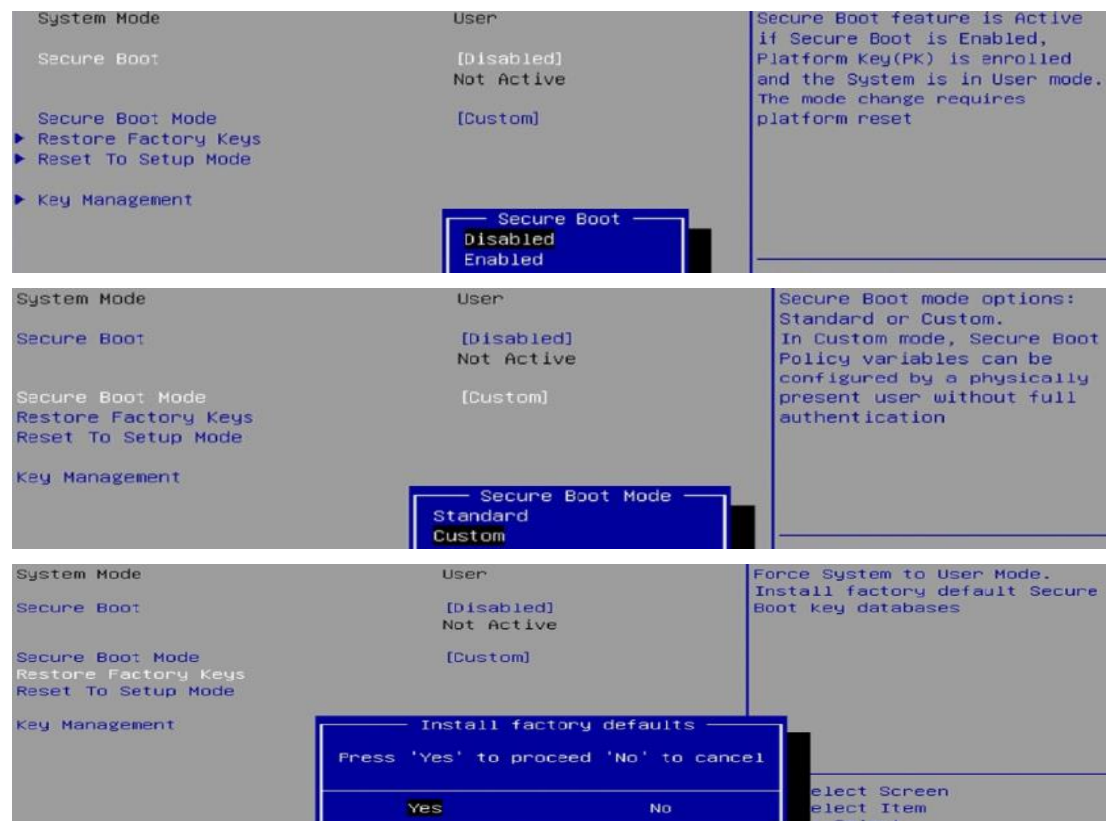 System Mode User
Secure Boot [Disabled]
Not Active
Secure Boot Mode [Custom]
Restore Factory Keys
Reset To Setup Mode
Key Management
Secure Boot feature is Active
if Secure Boot is Enabled,
Platform Key(PK) is enrolled
and the System is in User mode.
The mode change requires
platform reset
Secure Boot
Disabled
Enabled
System Mode User
Secure Boot [Disabled]
Not Active
Secure Boot Mode [Custom]
Restore Factory Keys
Reset To Setup Mode
Key Management
Secure Boot mode options:
Standard or Custom.
In Custom mode, Secure Boot
Policy variables can be
configured by a physically
present user without full
authentication
Secure Boot Mode
Standard
Custom
System Mode User
Secure Boot [Disabled]
Not Active
Secure Boot Mode [Custom]
Restore Factory Keys
Reset To Setup Mode
Key Management
Force System to User Mode.
Install factory default Secure
Boot key databases
Install factory defaults
Press 'Yes' to proceed 'No' to cancel
Yes No
elect Screen
elect Item